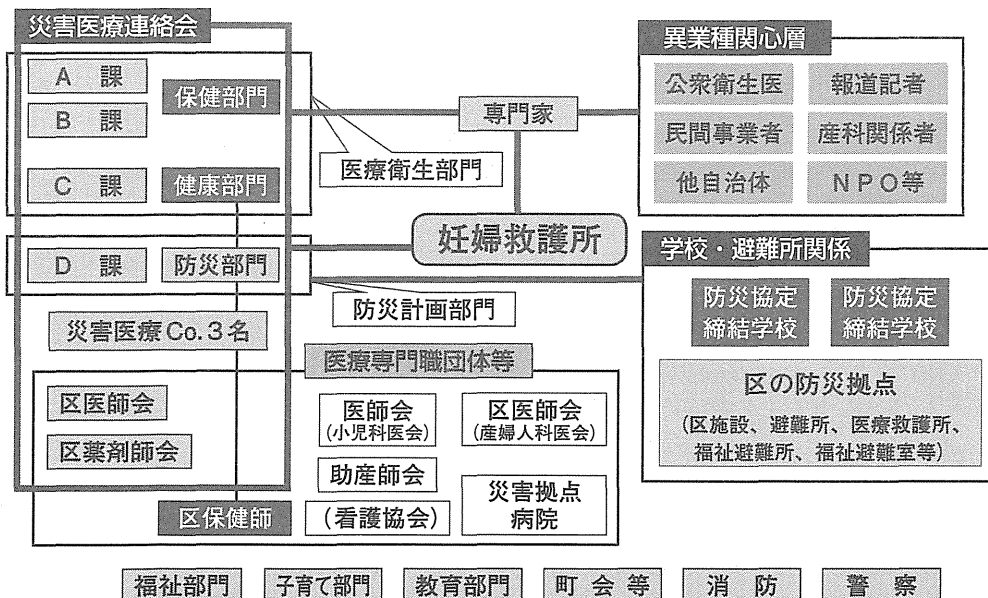 災害医療連絡会
A 課
B 課
保健部門
C 課
健康部門
医療衛生部門
D 課
防災部門
防災計画部門
災害医療Co.3名
専門家
妊婦救護所
異業種関心層
公衆衛生医
報道記者
民間事業者
産科関係者
他自治体
NPO等
学校・避難所関係
防災協定
締結学校
防災協定
締結学校
区の防災拠点
(区施設、避難所、医療救護所、
福祉避難所、福祉避難室等)
医療専門職団体等
区医師会
区薬剤師会
区保健師
医師会
(小児科医会)
区医師会
(産婦人科医会)
助産師会
(看護協会)
災害拠点
病院
福祉部門
子育て部門
教育部門
町会等
消防
警察